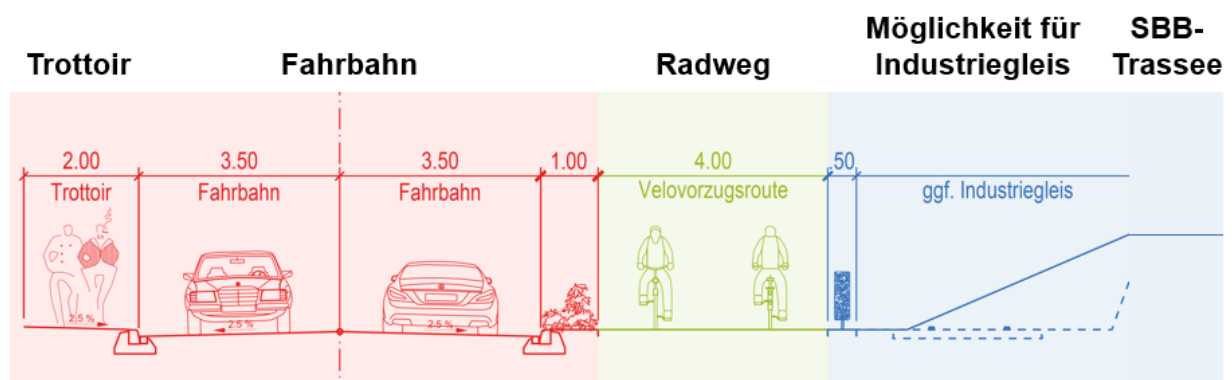 Trottoir
Fahrbahn
Radweg
Möglichkeit für
Industriegleis
SBB-
Trassee
2.00
3.50
3.50
1.00
4.00
.50
Trottoir
Fahrbahn
Fahrbahn
Velovorzugsroute
ggf. Industriegleis
2.5 %
2.5 %
2.5 %